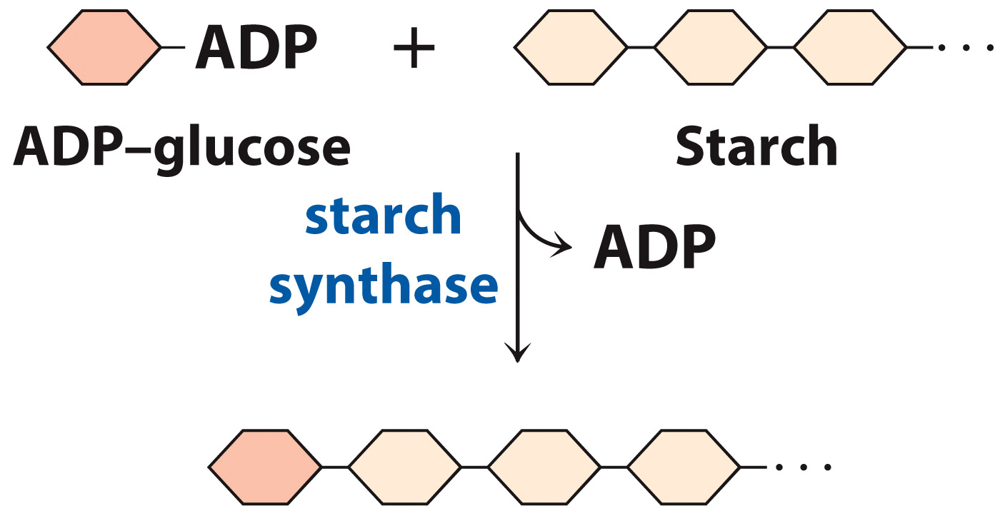 ADP + ...
ADP–glucose Starch
starch
synthase
ADP
...